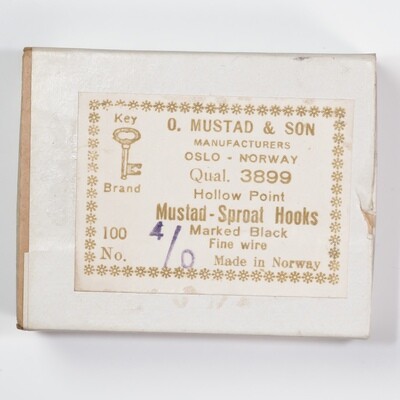 Key
Brand
O. MUSTAD & SON
MANUFACTURERS
OSLO - NORWAY
Qual. 3899
Hollow Point
Mustad-Sproat Hooks
Marked Black
Fine wire
100
No. 4/0
Made in Norway